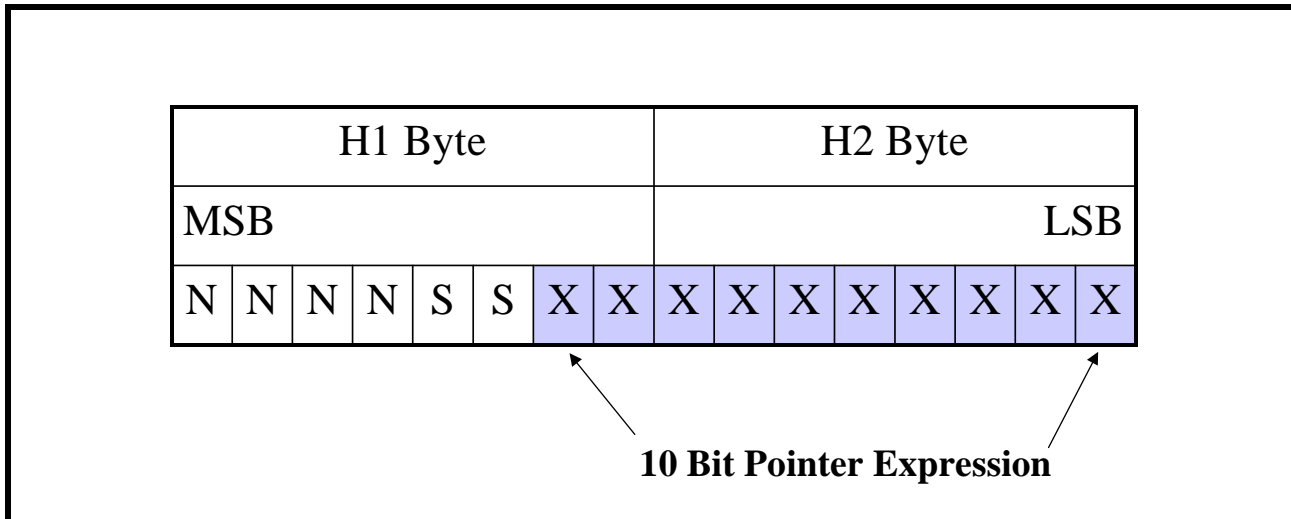 H1 Byte H2 Byte
MSB LSB
N N N N S S X X X X X X X X X X
10 Bit Pointer Expression